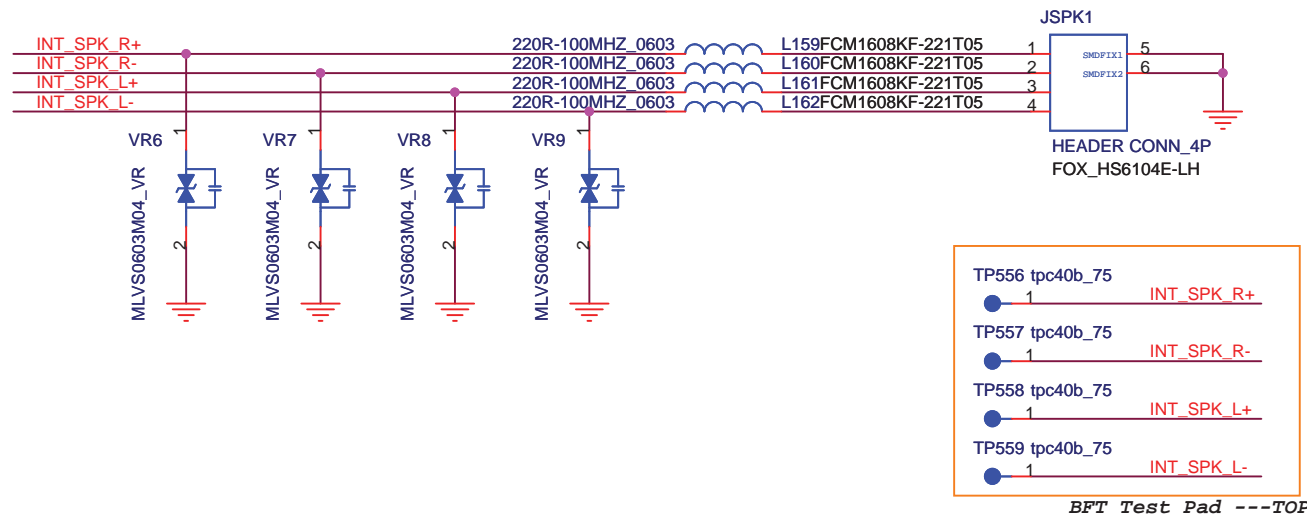 JSPK1
INT_SPK_R+ 220R-100MHZ_0603 L159FCM1608KF-221T05 1 SMDFIX1 5
INT_SPK_R- 220R-100MHZ_0603 L160FCM1608KF-221T05 2 SMDFIX2 6
INT_SPK_L+ 220R-100MHZ_0603 L161FCM1608KF-221T05 3
INT_SPK_L- 220R-100MHZ_0603 L162FCM1608KF-221T05 4
HEADER CONN_4P
FOX_HS6104E-LH
VR6 1
MLVS0603M04_VR
2
VR7 1
MLVS0603M04_VR
2
VR8 1
MLVS0603M04_VR
2
VR9 1
MLVS0603M04_VR
2
TP556 tpc40b_75
1 INT_SPK_R+
TP557 tpc40b_75
1 INT_SPK_R-
TP558 tpc40b_75
1 INT_SPK_L+
TP559 tpc40b_75
1 INT_SPK_L-
BFT Test Pad ---TOP